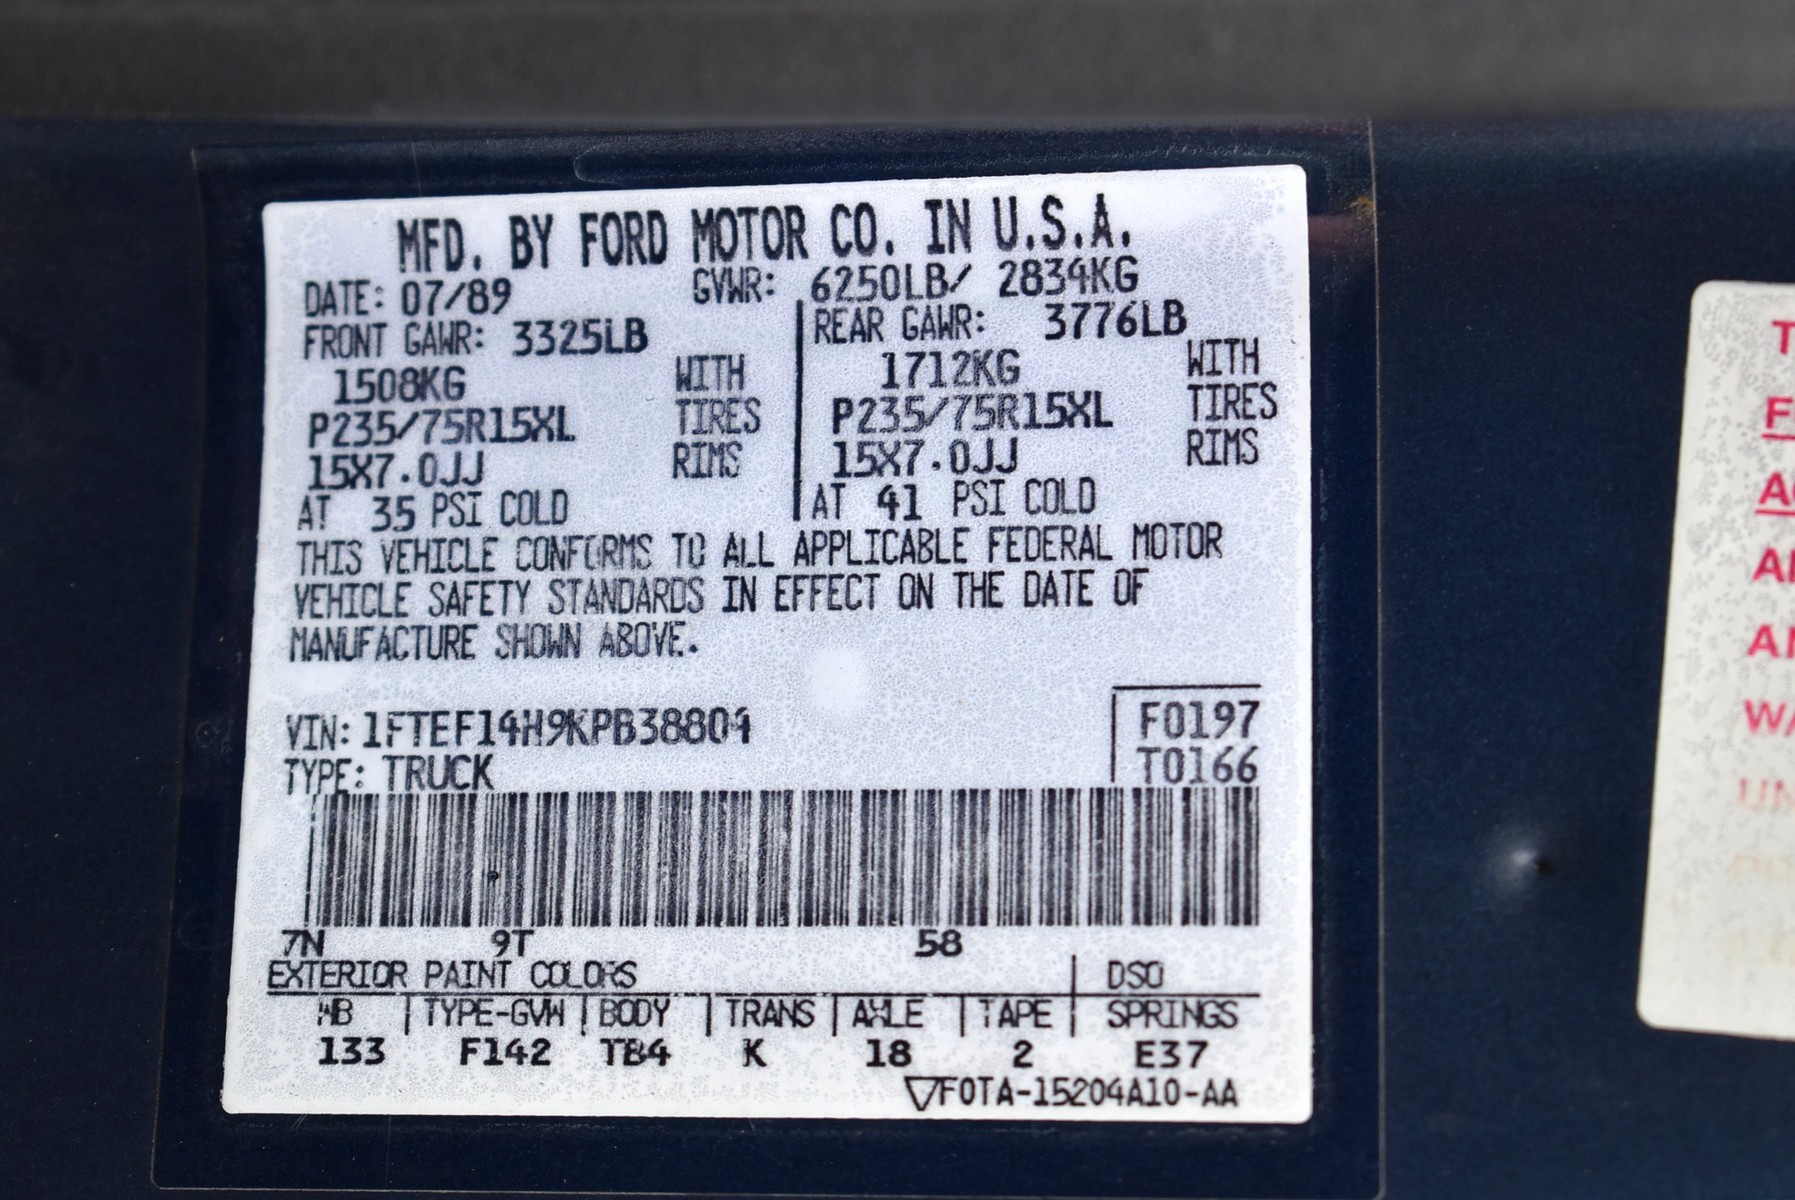 MFD. BY FORD MOTOR CO. IN U.S.A.
DATE: 07/89 GVWR: 6250LB/ 2834KG
FRONT GAWR: 3325LB REAR GAWR: 3776LB
1508KG WITH 1712KG WITH
P235/75R15XL TIRES P235/75R15XL TIRES
15X7.0JJ RIMS 15X7.0JJ RIMS
AT 35 PSI COLD AT 41 PSI COLD
THIS VEHICLE CONFORMS TO ALL APPLICABLE FEDERAL MOTOR
VEHICLE SAFETY STANDARDS IN EFFECT ON THE DATE OF
MANUFACTURE SHOWN ABOVE.
VIN: 1FTEF14H9KPB38804 F0197
TYPE: TRUCK T0166
7N 9T 58
EXTERIOR PAINT COLORS DSO
WB TYPE-GVW BODY TRANS AXLE TAPE SPRINGS
133 F142 TB4 K 18 2 E37
▽F0TA-15204A10-AA